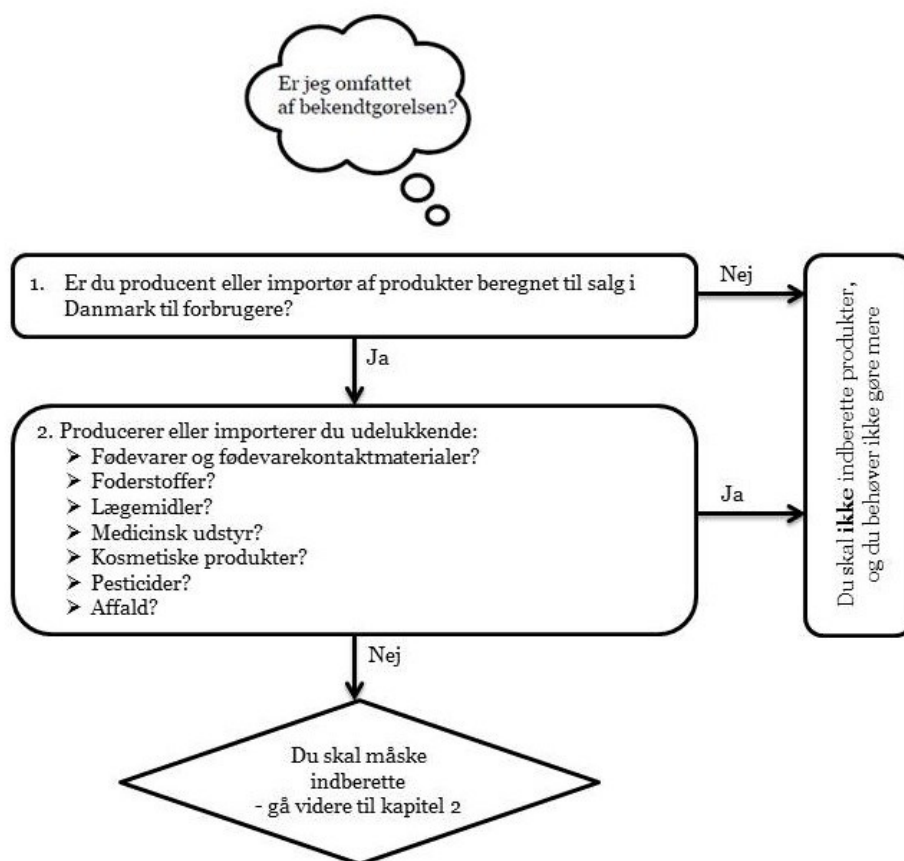 Er jeg omfattet
af bekendtgørelsen?
1. Er du producent eller importør af produkter beregnet til salg i
Danmark til forbrugere?
Nej
Ja
2. Producerer eller importerer du udelukkende:
➤ Fødevarer og fødevarekontaktmaterialer?
➤ Foderstoffer?
➤ Lægemidler?
➤ Medicinsk udstyr?
➤ Kosmetiske produkter?
➤ Pesticider?
➤ Affald?
Ja
Du skal ikke indberette produkter,
og du behøver ikke gøre mere
Nej
Du skal måske
indberette
- gå videre til kapitel 2